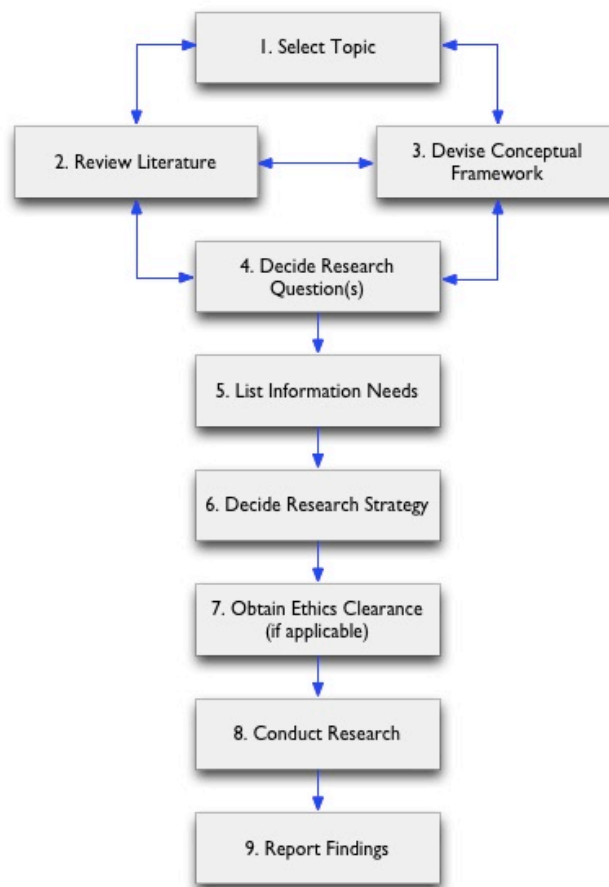 1. Select Topic
2. Review Literature
3. Devise Conceptual
Framework
4. Decide Research
Question(s)
5. List Information Needs
6. Decide Research Strategy
7. Obtain Ethics Clearance
(if applicable)
8. Conduct Research
9. Report Findings